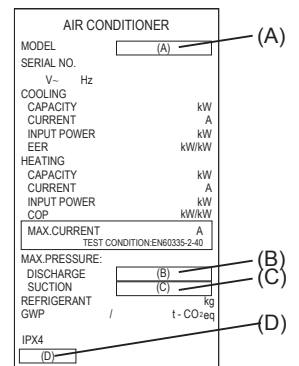 AIR CONDITIONER
MODEL (A) (A)
SERIAL NO.
V~ Hz
COOLING
CAPACITY kW
CURRENT A
INPUT POWER kW
EER kW/kW
HEATING
CAPACITY kW
CURRENT A
INPUT POWER kW
COP kW/kW
MAX.CURRENT A
TEST CONDITION:EN60335-2-40
MAX.PRESSURE:
DISCHARGE (B) (B)
SUCTION (C) (C)
REFRIGERANT kg
GWP / t - CO2eq
IPX4
(D) (D)